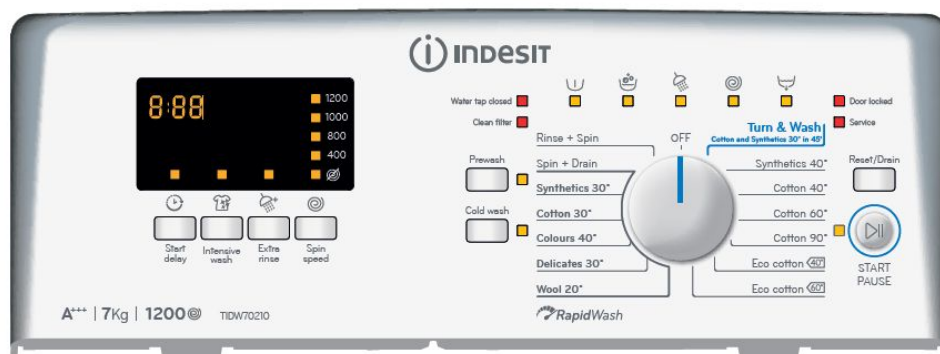 INDESIT
8:88
1200
1000
800
400
Start
delay
Intensive
wash
Extra
rinse
Spin
speed
A+++ | 7Kg | 1200
TIDW70210
Water tap closed
Clean filter
Prewash
Cold wash
Rinse + Spin
Spin + Drain
Synthetics 30°
Cotton 30°
Colours 40°
Delicates 30°
Wool 20°
RapidWash
OFF
Turn & Wash
Cotton and Synthetics 30° in 45'
Synthetics 40°
Cotton 40°
Cotton 60°
Cotton 90°
Eco cotton 40°
Eco cotton 60°
Door locked
Service
Reset/Drain
START
PAUSE